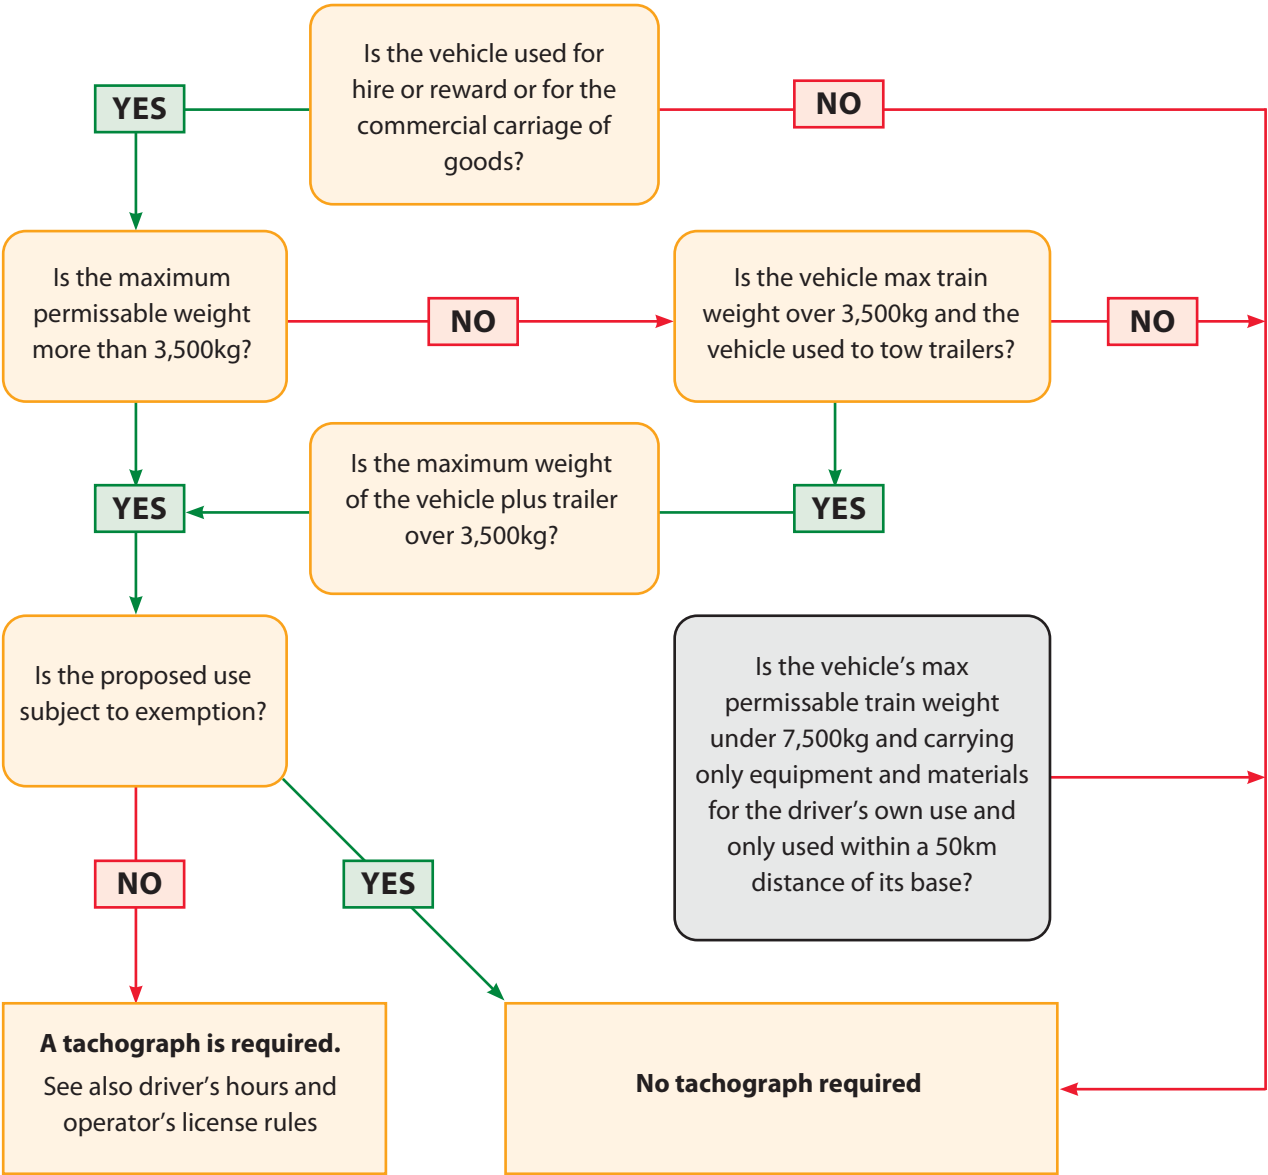 Is the vehicle used for
hire or reward or for the
commercial carriage of
goods?
YES
NO
Is the maximum
permissable weight
more than 3,500kg?
NO
Is the vehicle max train
weight over 3,500kg and the
vehicle used to tow trailers?
NO
YES
Is the maximum weight
of the vehicle plus trailer
over 3,500kg?
YES
Is the proposed use
subject to exemption?
Is the vehicle’s max
permissable train weight
under 7,500kg and carrying
only equipment and materials
for the driver’s own use and
only used within a 50km
distance of its base?
NO
YES
A tachograph is required.
See also driver’s hours and
operator’s license rules
No tachograph required